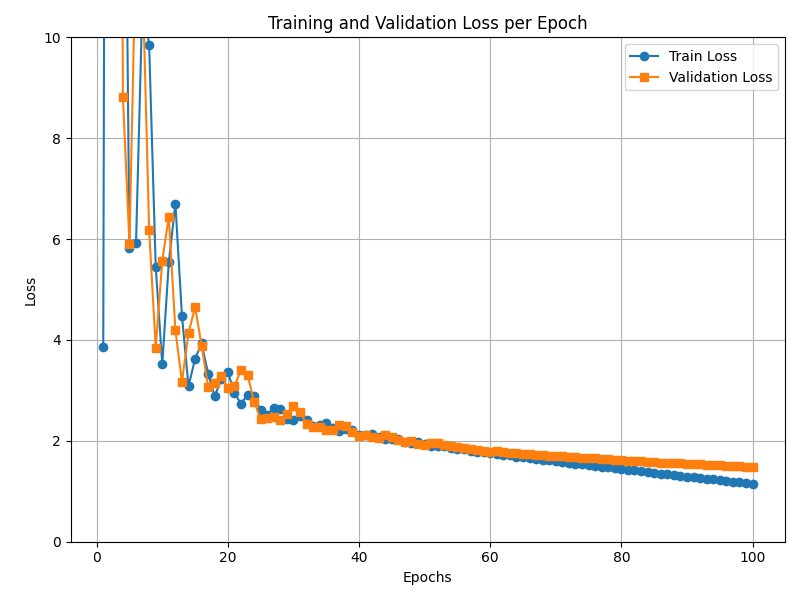 Training and Validation Loss per Epoch
Train Loss
Validation Loss
Loss
10
8
6
4
2
0
0 20 40 60 80 100
Epochs